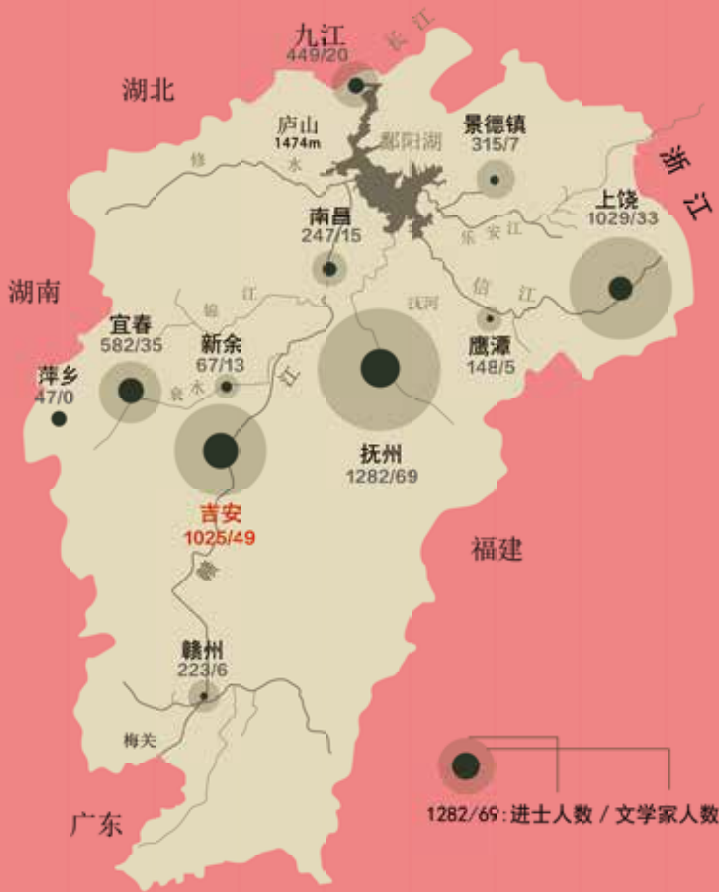 九江
449/20
长江
湖北
庐山
1474m
鄱阳湖
景德镇
315/7
浙江
修
水
南昌
247/15
上饶
1029/33
乐安江
湖南
信
江
锦
江
抚河
宜春
582/35
新余
67/13
鹰潭
148/5
萍乡
47/0
袁水
江
抚州
1282/69
吉安
1025/49
福建
赣
赣州
223/6
梅关
广东
1282/69:进士人数/文学家人数